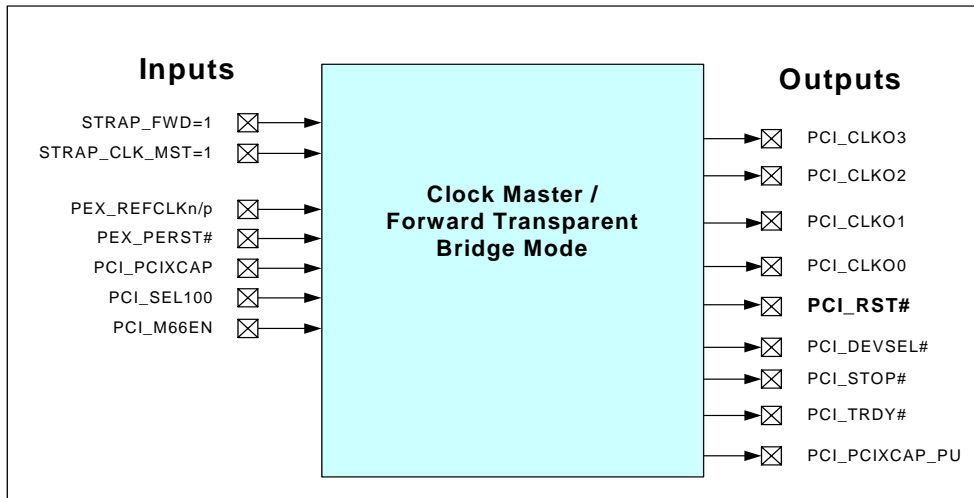 Inputs
STRAP_FWD=1
STRAP_CLK_MST=1
PEX_REFCLKn/p
PEX_PERST#
PCI_PCIXCAP
PCI_SEL100
PCI_M66EN
Clock Master /
Forward Transparent
Bridge Mode
Outputs
PCI_CLKO3
PCI_CLKO2
PCI_CLKO1
PCI_CLKO0
PCI_RST#
PCI_DEVSEL#
PCI_STOP#
PCI_TRDY#
PCI_PCIXCAP_PU